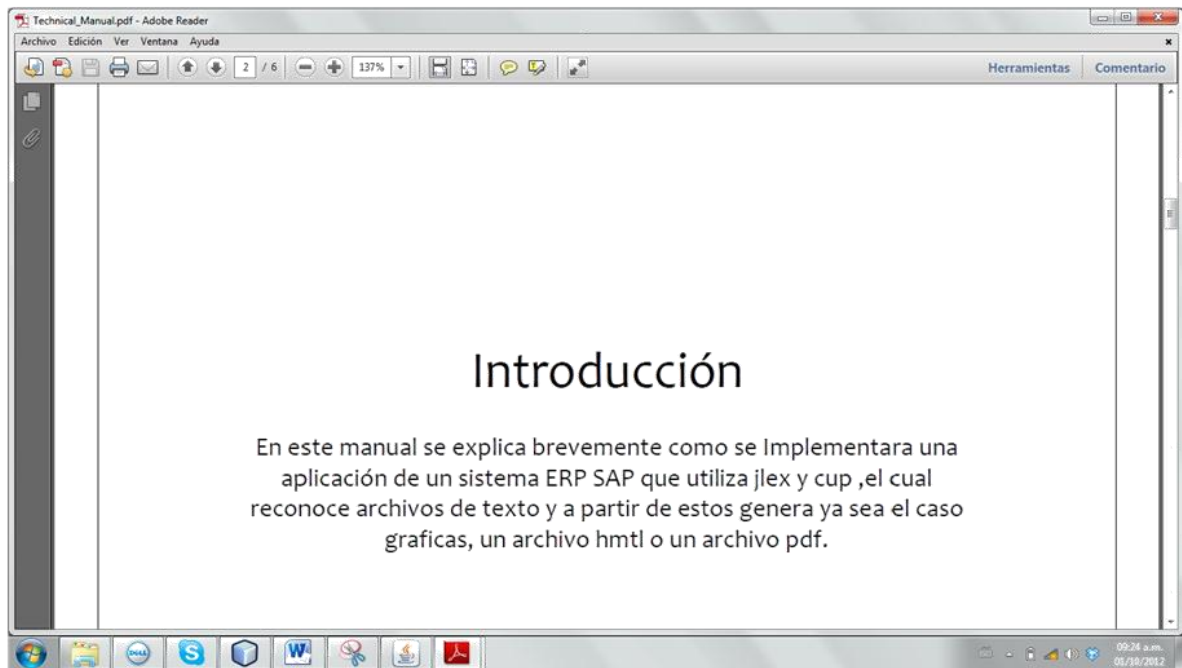 Technical_Manual.pdf - Adobe Reader
Archivo Edición Ver Ventana Ayuda
2 / 6 137% Herramientas Comentario
Introducción
En este manual se explica brevemente como se Implementara una
aplicación de un sistema ERP SAP que utiliza jlex y cup ,el cual
reconoce archivos de texto y a partir de estos genera ya sea el caso
graficas, un archivo hmtl o un archivo pdf.
DELL
S
W
09:24 a.m.
01/10/2012